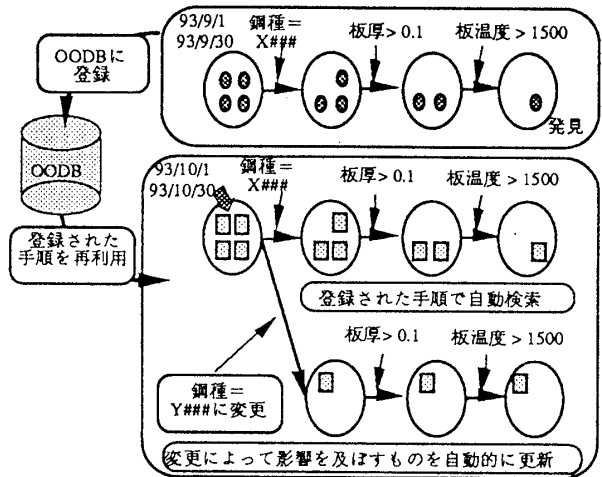 93/9/1
93/9/30
鋼種=
X###
板厚> 0.1
板温度> 1500
発見
OODBに
登録
OODB
登録された
手順を再利用
93/10/1
93/10/30
鋼種=
X###
板厚> 0.1
板温度> 1500
登録された手順で自動検索
板厚> 0.1
板温度> 1500
鋼種=
Y###に変更
変更によって影響を及ぼすものを自動的に更新